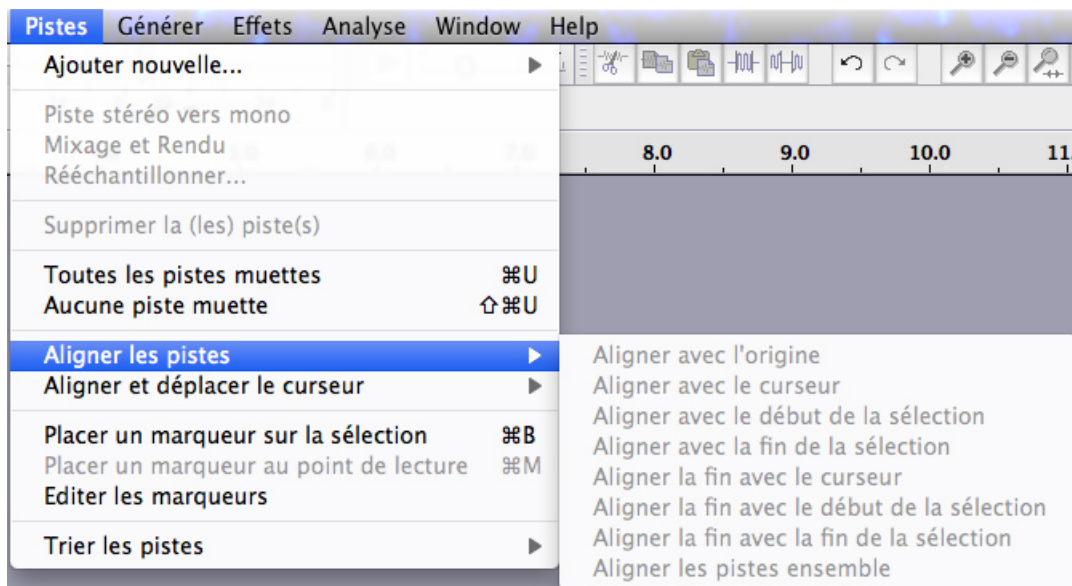 Pistes Générer Effets Analyse Window Help
Ajouter nouvelle...
Piste stéréo vers mono
Mixage et Rendu
Rééchantillonner...
8.0 9.0 10.0 11.
Supprimer la (les) piste(s)
Toutes les pistes muettes ⌘U
Aucune piste muette ⇧⌘U
Aligner les pistes
Aligner et déplacer le curseur
Placer un marqueur sur la sélection ⌘B
Placer un marqueur au point de lecture ⌘M
Editer les marqueurs
Trier les pistes
Aligner avec l'origine
Aligner avec le curseur
Aligner avec le début de la sélection
Aligner avec la fin de la sélection
Aligner la fin avec le curseur
Aligner la fin avec le début de la sélection
Aligner la fin avec la fin de la sélection
Aligner les pistes ensemble